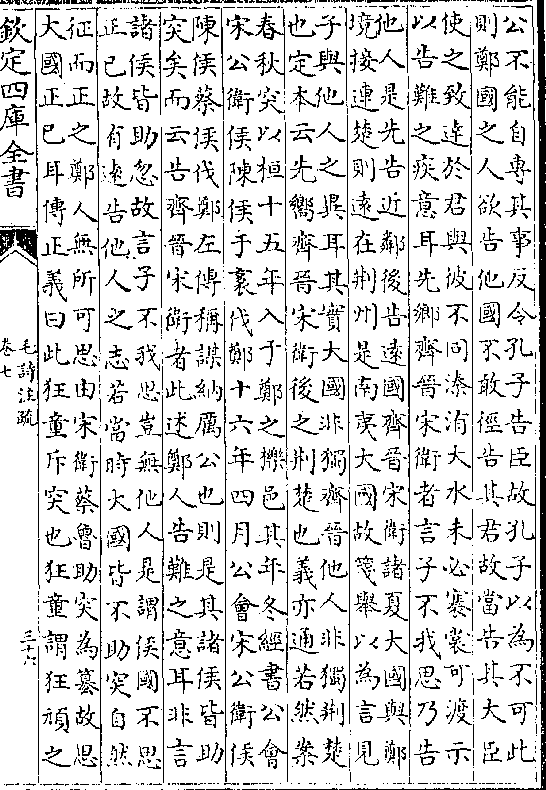 公不能自專其事反令孔子告臣故孔子以為不可此
則鄭國之人欲告他國不敢徑告其君故當告其大臣
使之致逹於君與彼不同溱洧大水未必褰裳可渡示
以告難之疾意耳先鄉齊晉宋衛者言子不我思乃告
他人是先告近鄰後告逺國齊晉宋衛諸夏大國與鄭
境接連楚則逺在荆州是南夷大國故箋舉以為言見
子與他人之異耳其實大國非獨齊晉他人非獨荆楚
也定本云先嚮齊晉宋衛後之荆楚也義亦通若然案
春秋突以桓十五年入于鄭之櫟邑其年冬經書公會
宋公衛侯陳侯于袲伐鄭十六年四月公會宋公衛侯
陳侯蔡侯伐鄭左傳稱謀納厲公也則是其諸侯皆助
突矣而云告齊晉宋衛者此述鄭人告難之意耳非言
諸侯皆助忽故言子不我思豈無他人是謂侯國不思
正已故有逺告他人之志若當時大國皆不助突自然
征而正之鄭人無所可思由宋衛蔡魯助突為簒故思
大國正已耳傳正義曰此狂童斥突也狂童謂狂頑之
欽定四庫全書
毛詩注疏
卷七
三十六